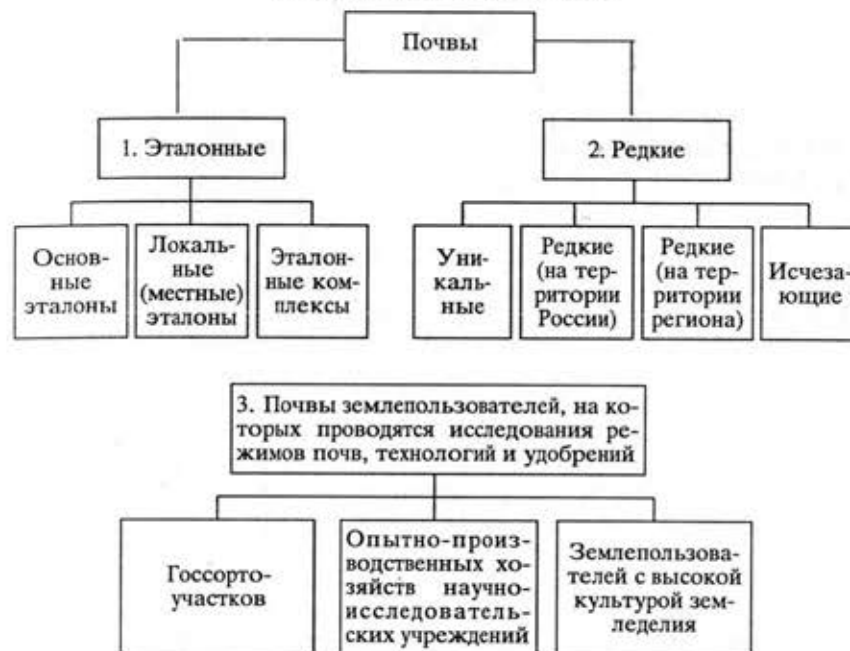 Почвы
1. Эталонные
2. Редкие
Основ-
ные
эталоны
Локаль-
ные
(местные)
эталоны
Эталон-
ные ком-
плексы
Уни-
каль-
ные
Редкие
(на тер-
ритории
России)
Редкие
(на тер-
ритории
региона)
Исчеза-
ющие
3. Почвы землепользователей, на ко-
торых проводятся исследования ре-
жимов почв, технологий и удобрений
Госсорто-
участков
Опытно-произ-
водственных хо-
зяйств научно-
исследователь-
ских учреждений
Землепользова-
телей с высокой
культурой зем-
леделия